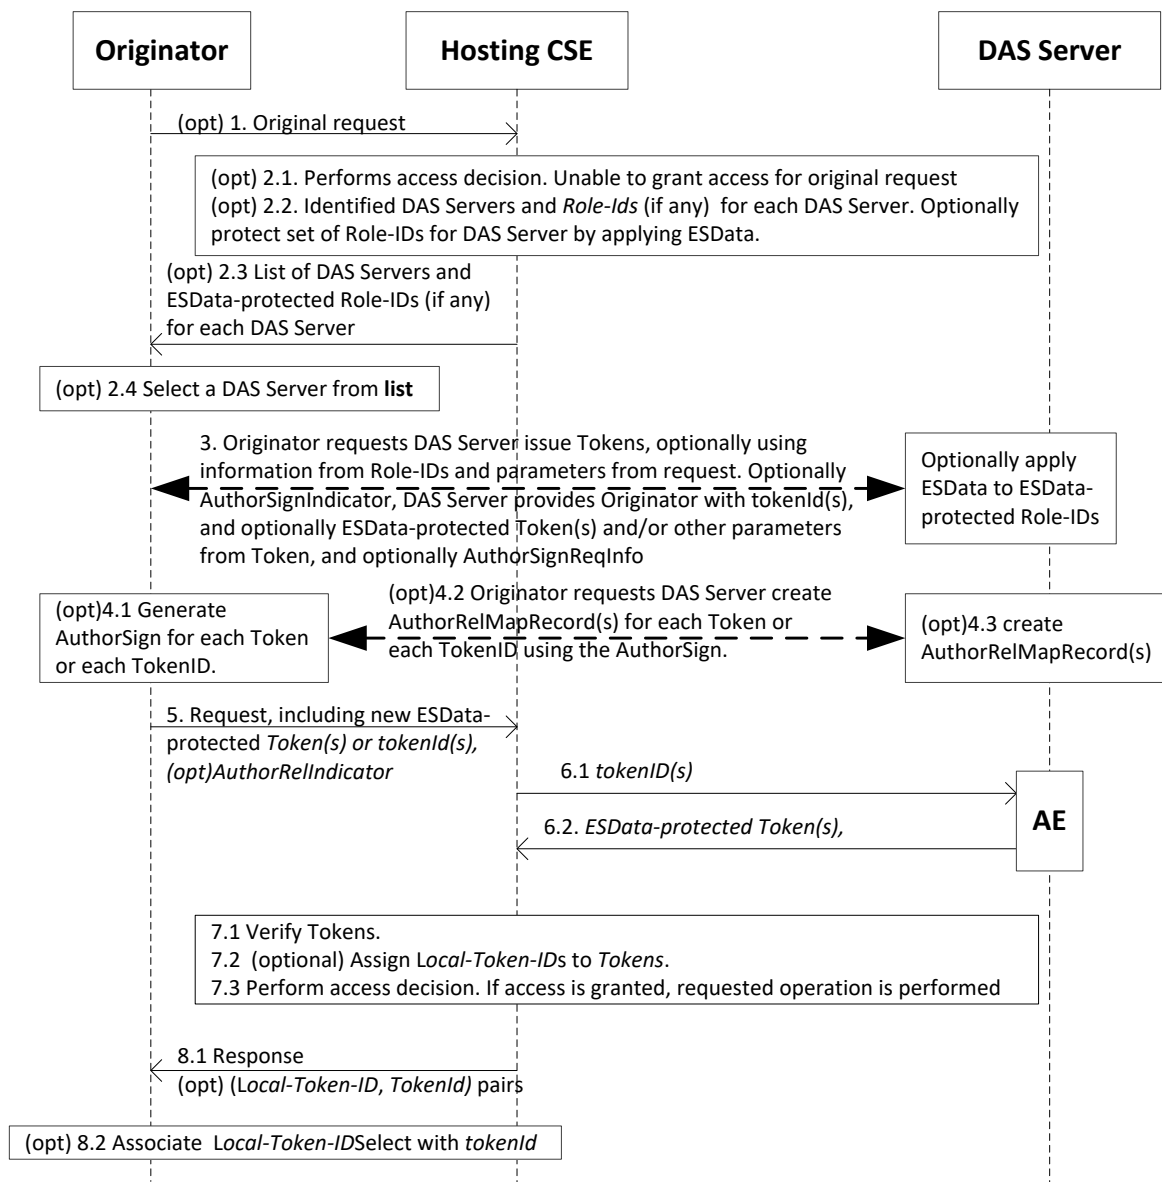 Originator
Hosting CSE
DAS Server
(opt) 1. Original request
(opt) 2.1. Performs access decision. Unable to grant access for original request
(opt) 2.2. Identified DAS Servers and Role-Ids (if any)  for each DAS Server. Optionally
protect set of Role-IDs for DAS Server by applying ESData.
(opt) 2.3 List of DAS Servers and
ESData-protected Role-IDs (if any)
for each DAS Server
(opt) 2.4 Select a DAS Server from list
3. Originator requests DAS Server issue Tokens, optionally using
information from Role-IDs and parameters from request. Optionally
AuthorSignIndicator, DAS Server provides Originator with tokenId(s),
and optionally ESData-protected Token(s) and/or other parameters
from Token, and optionally AuthorSignReqInfo
Optionally apply
ESData to ESData-
protected Role-IDs
(opt)4.1 Generate
AuthorSign for each Token
or each TokenID.
(opt)4.2 Originator requests DAS Server create
AuthorRelMapRecord(s) for each Token or
each TokenID using the AuthorSign.
(opt)4.3 create
AuthorRelMapRecord(s)
5. Request, including new ESData-
protected Token(s) or tokenId(s),
(opt)AuthorRelIndicator
6.1 tokenID(s)
6.2. ESData-protected Token(s),
AE
7.1 Verify Tokens.
7.2  (optional) Assign Local-Token-IDs to Tokens.
7.3 Perform access decision. If access is granted, requested operation is performed
8.1 Response
(opt) (Local-Token-ID, TokenId) pairs
(opt) 8.2 Associate  Local-Token-IDSelect with tokenId